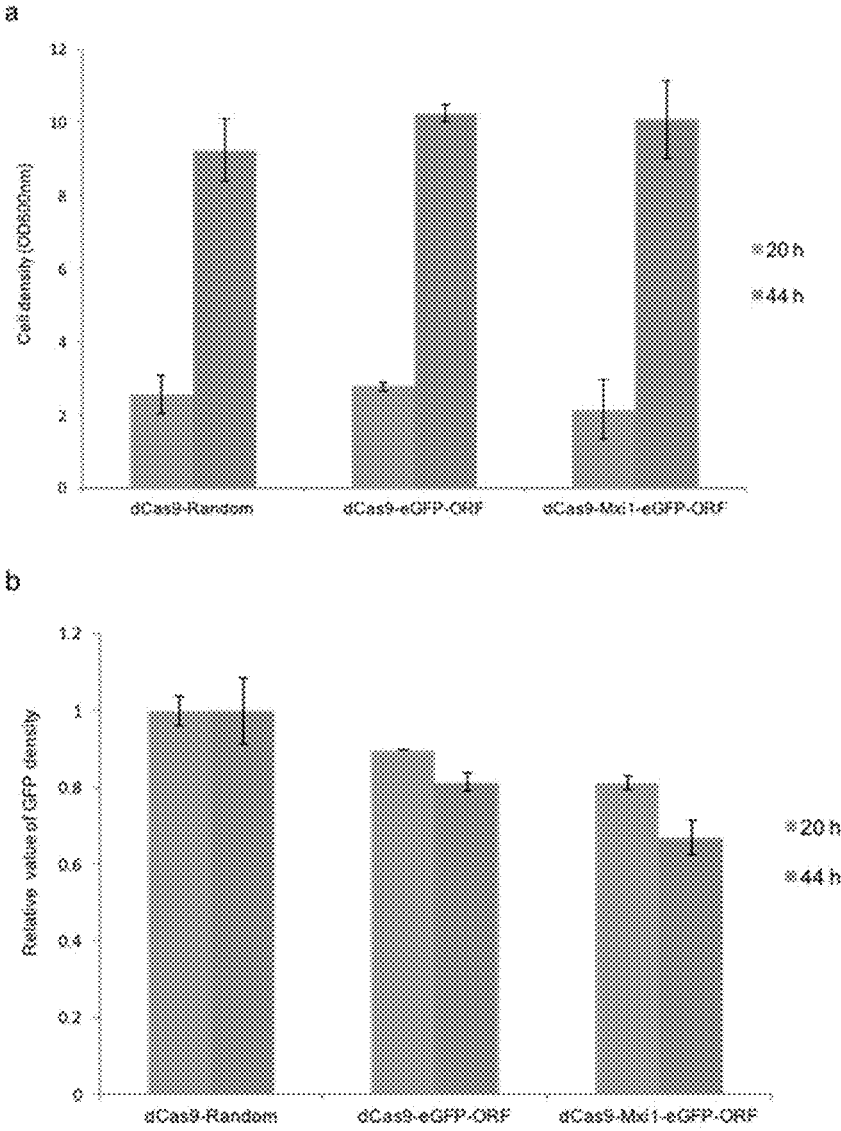 a
12
10
8
6
4
2
0
Cell density (OD600nm)
20 h
44 h
dCas9-Random
dCas9-eGFP-ORF
dCas9-Mxi1-eGFP-ORF
b
1.2
1
0.8
0.6
0.4
0.2
0
Relative value of GFP density
20 h
44 h
dCas9-Random
dCas9-eGFP-ORF
dCas9-Mxi1-eGFP-ORF